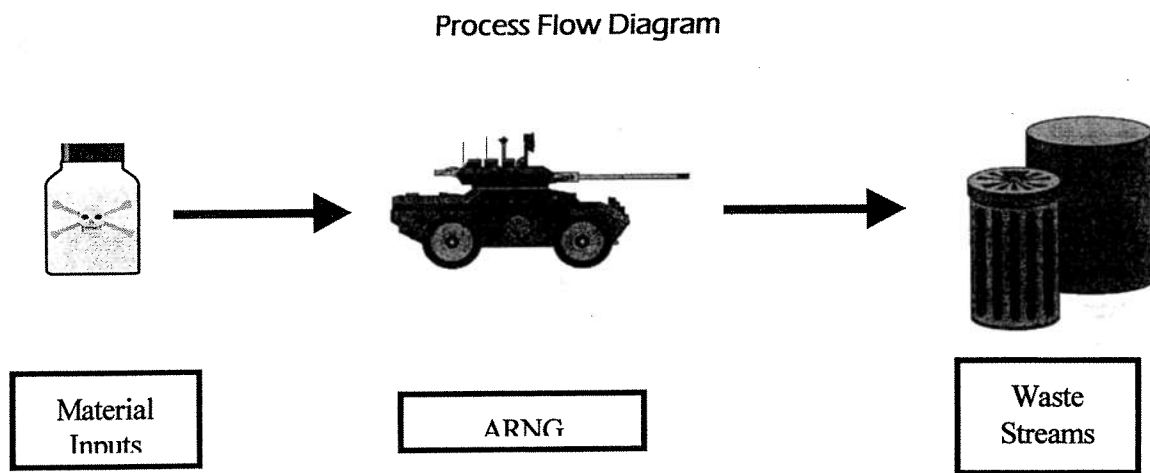 Process Flow Diagram
Material
Inputs
ARNG
Waste
Streams